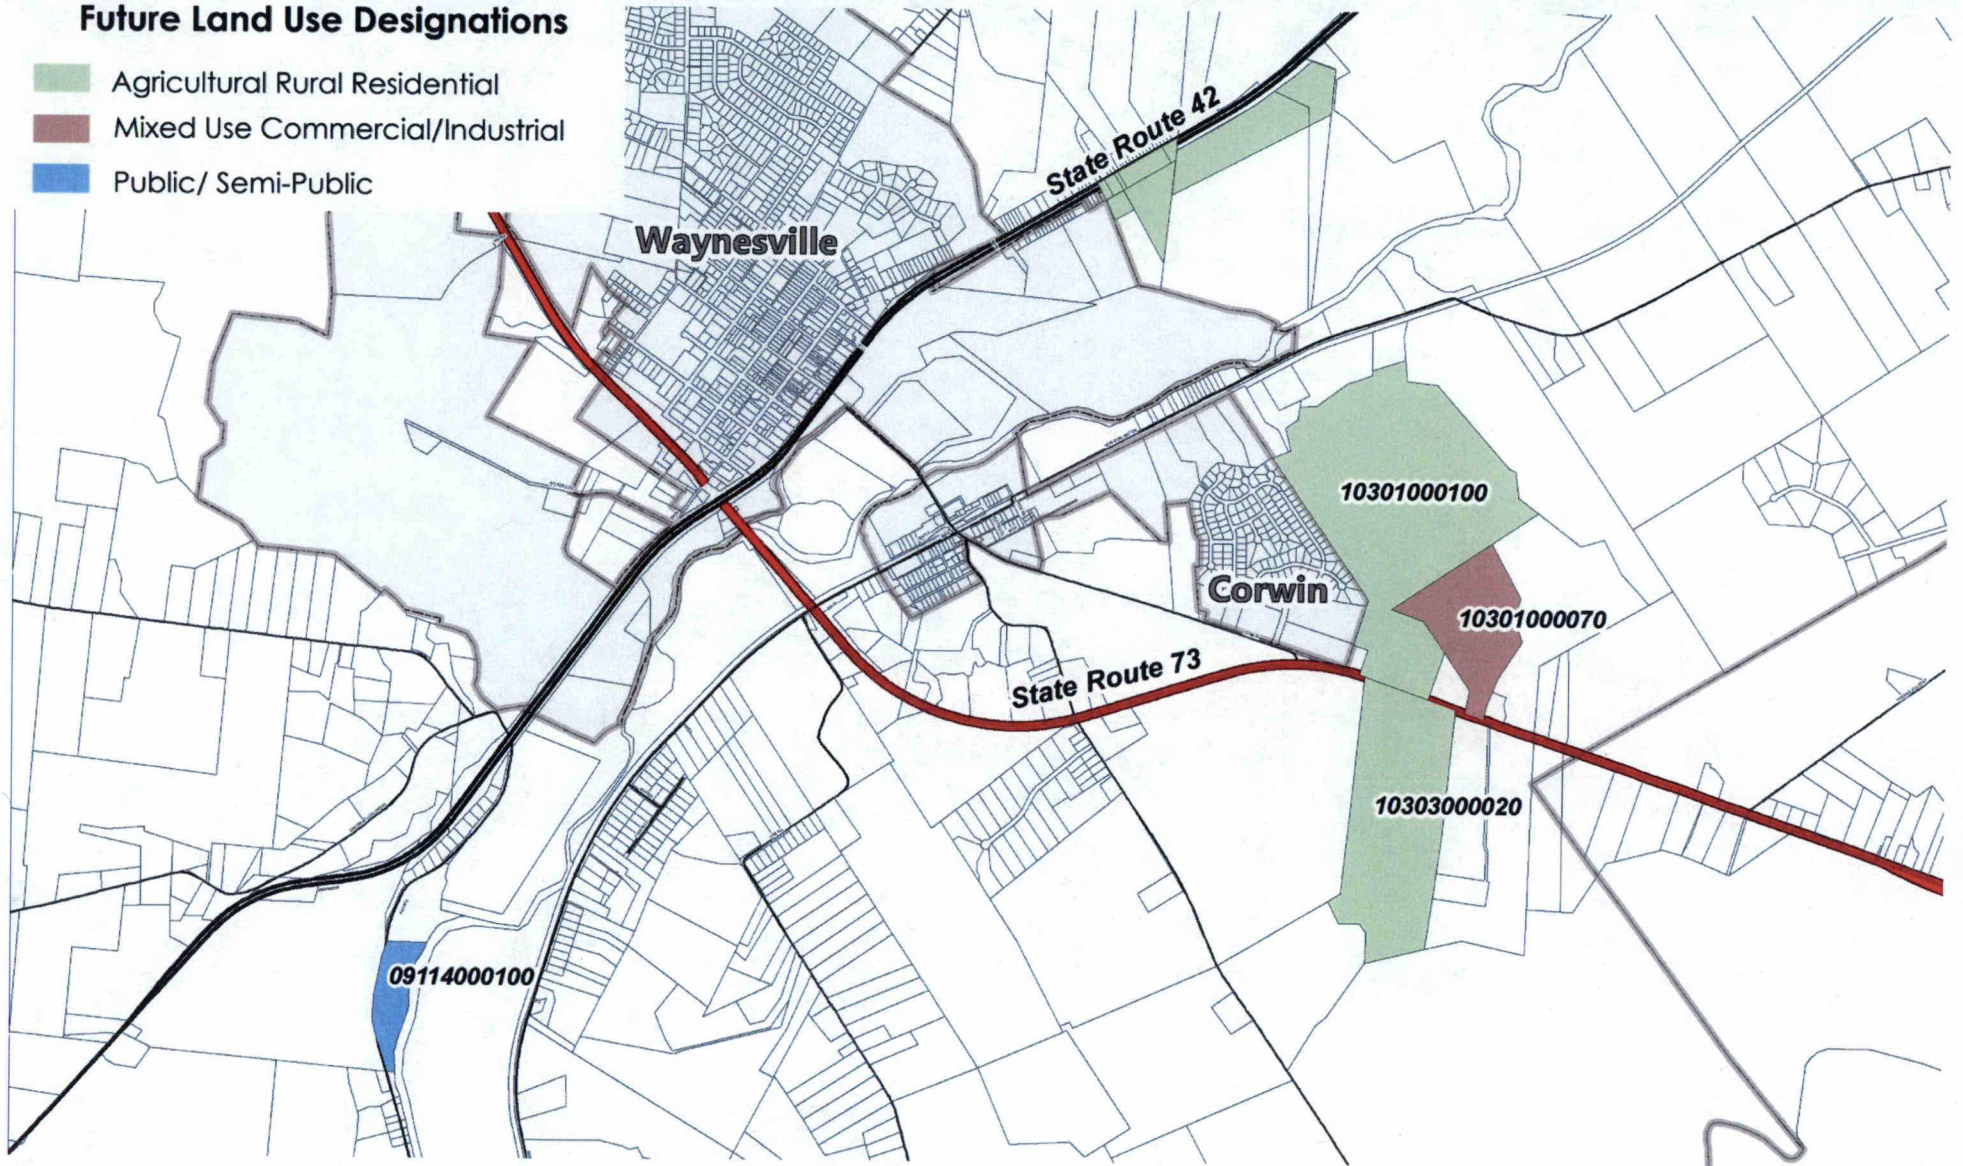 Future Land Use Designations
Agricultural Rural Residential
Mixed Use Commercial/Industrial
Public/ Semi-Public
State Route 42
Waynesville
10301000100
Corwin
10301000070
State Route 73
10303000020
09114000100